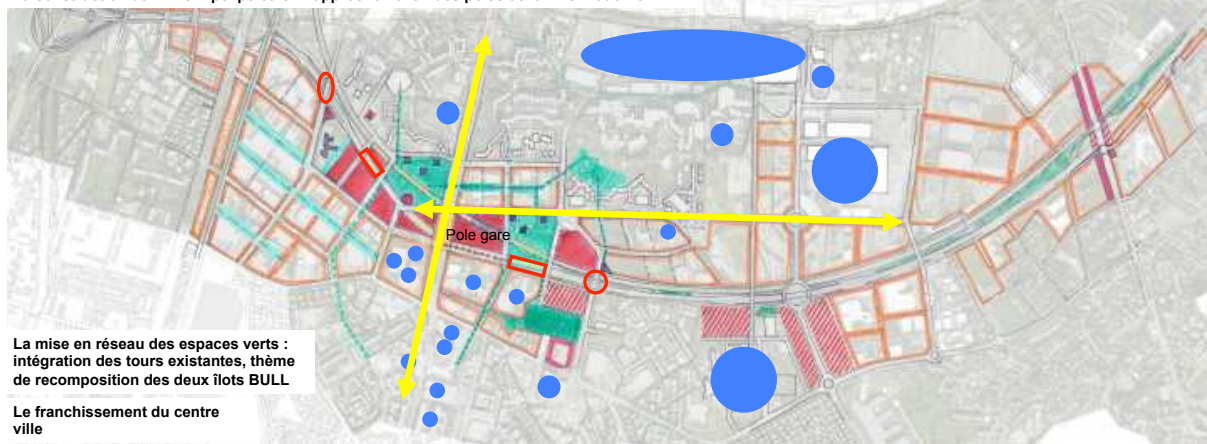 Pole gare
La mise en réseau des espaces verts :
intégration des tours existantes, thème
de recomposition des deux îlots BULL
Le franchissement du centre
ville